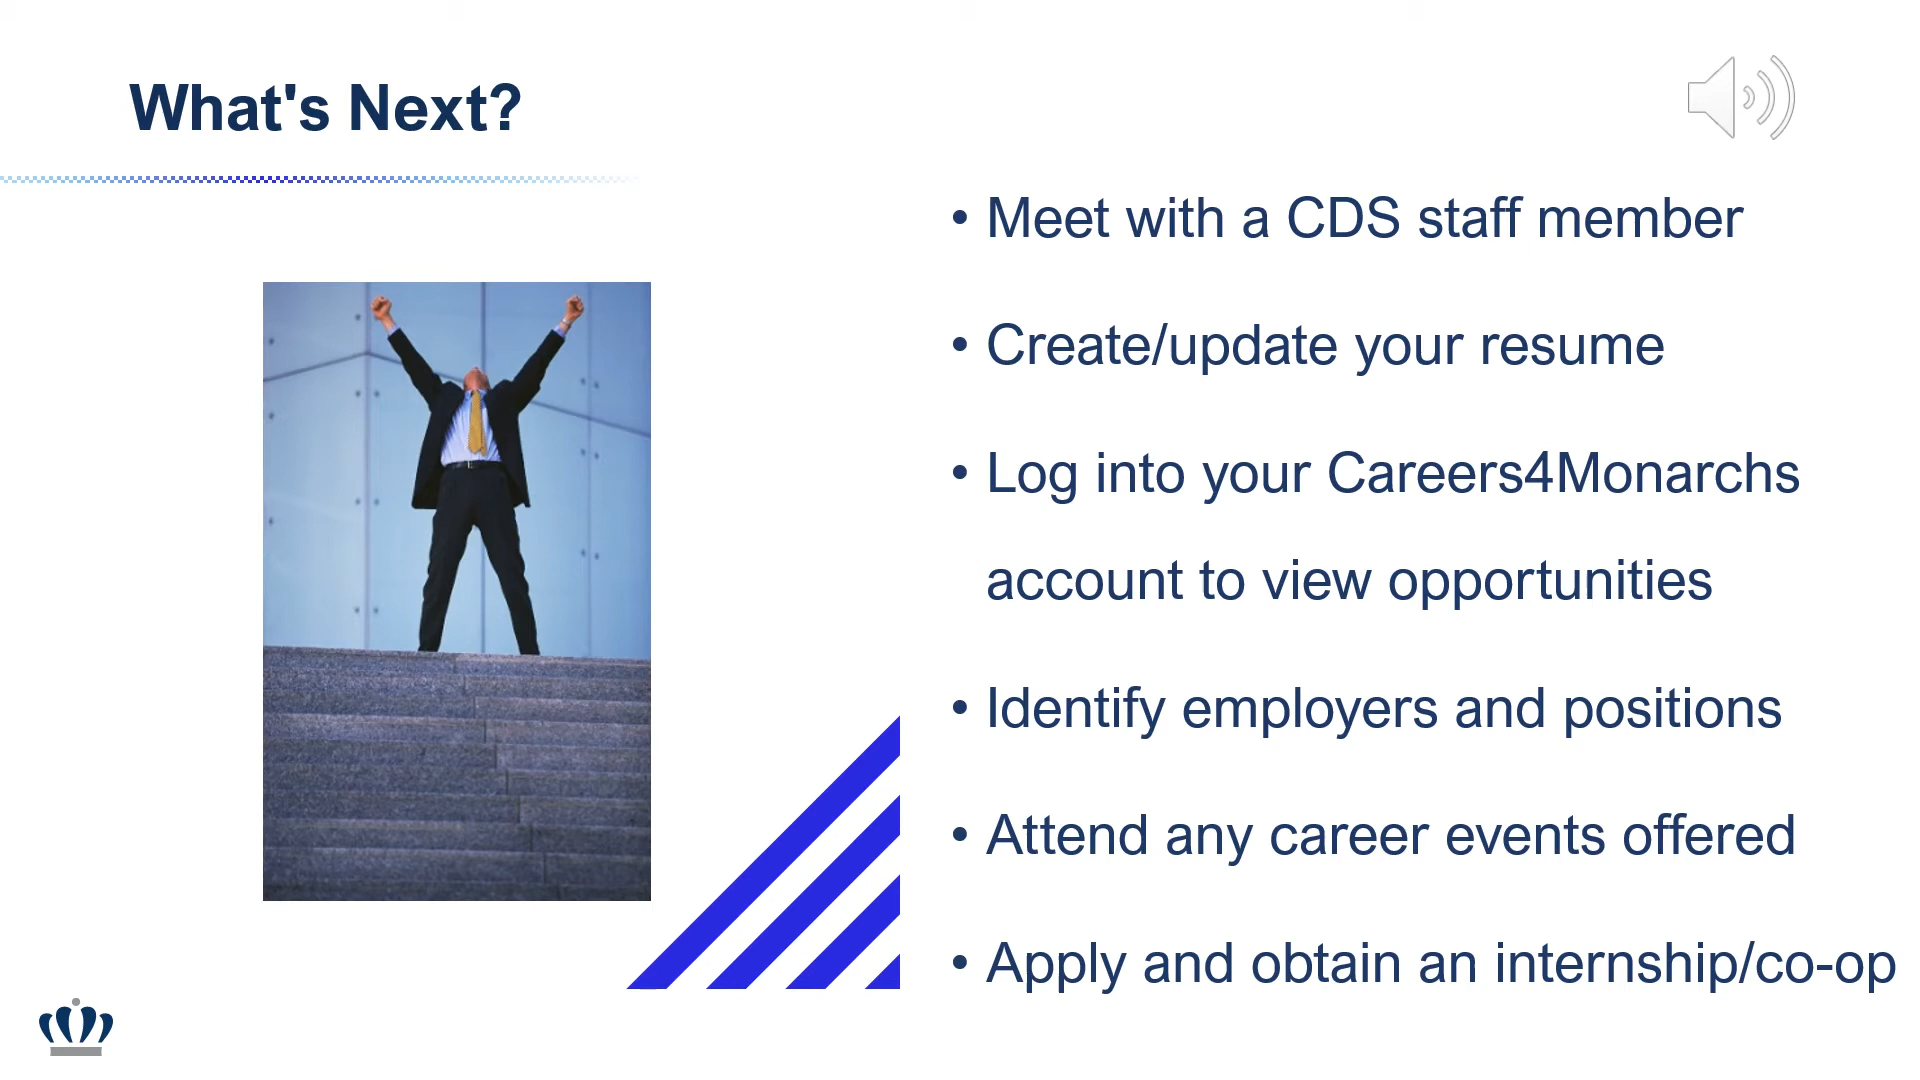 What's Next?
• Meet with a CDS staff member
• Create/update your resume
• Log into your Careers4Monarchs
account to view opportunities
• Identify employers and positions
• Attend any career events offered
• Apply and obtain an internship/co-op